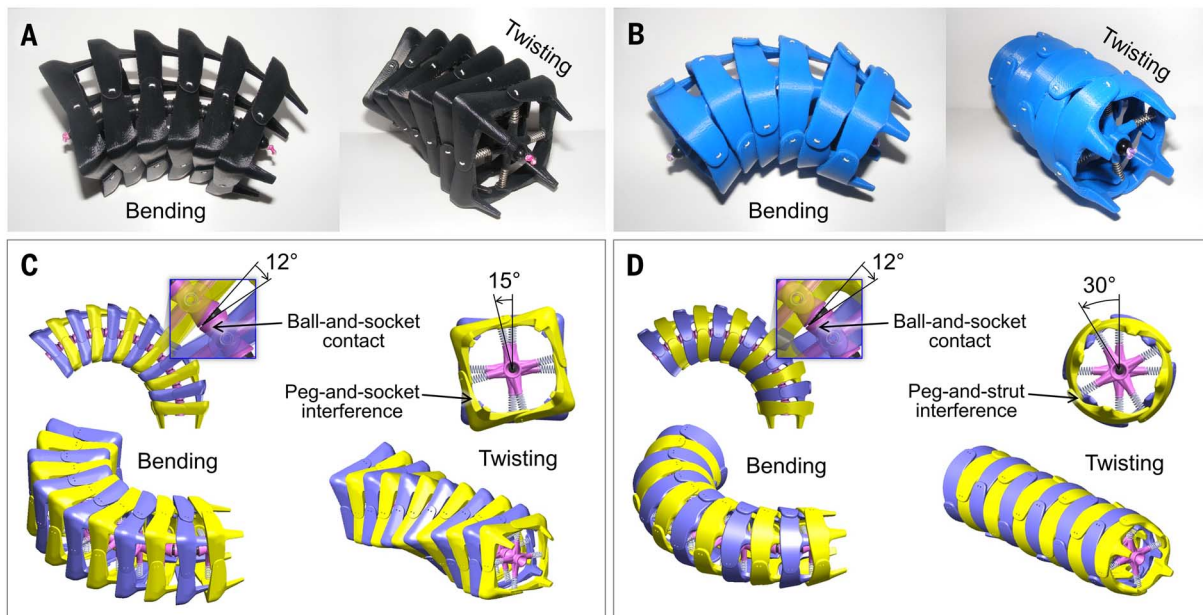 A
Bending
Twisting
B
Bending
Twisting
C
12°
Ball-and-socket
contact
15°
Peg-and-socket
interference
Bending
Twisting
D
12°
Ball-and-socket
contact
30°
Peg-and-strut
interference
Bending
Twisting